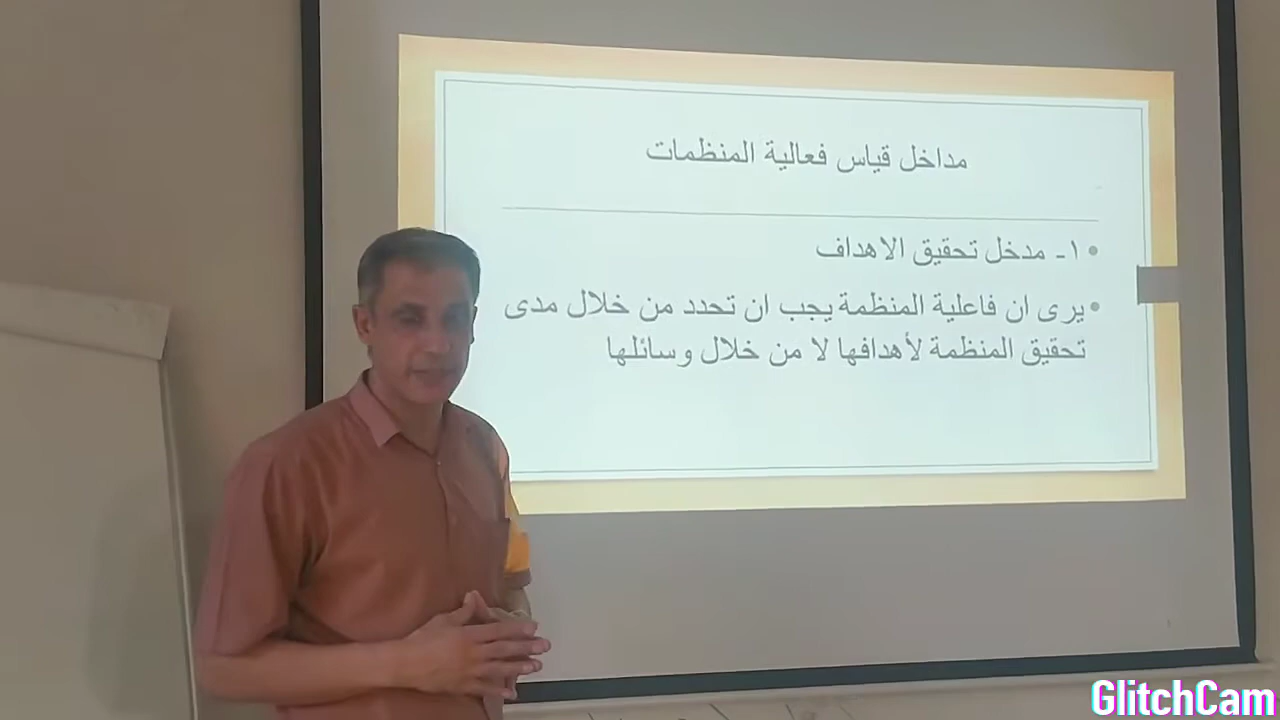 مداخل قياس فعالية المنظمات
• ١- مدخل تحقيق الاهداف
• يرى ان فاعلية المنظمة يجب ان تحدد من خلال مدى
تحقيق المنظمة لأهدافها لا من خلال وسائلها
GlitchCam